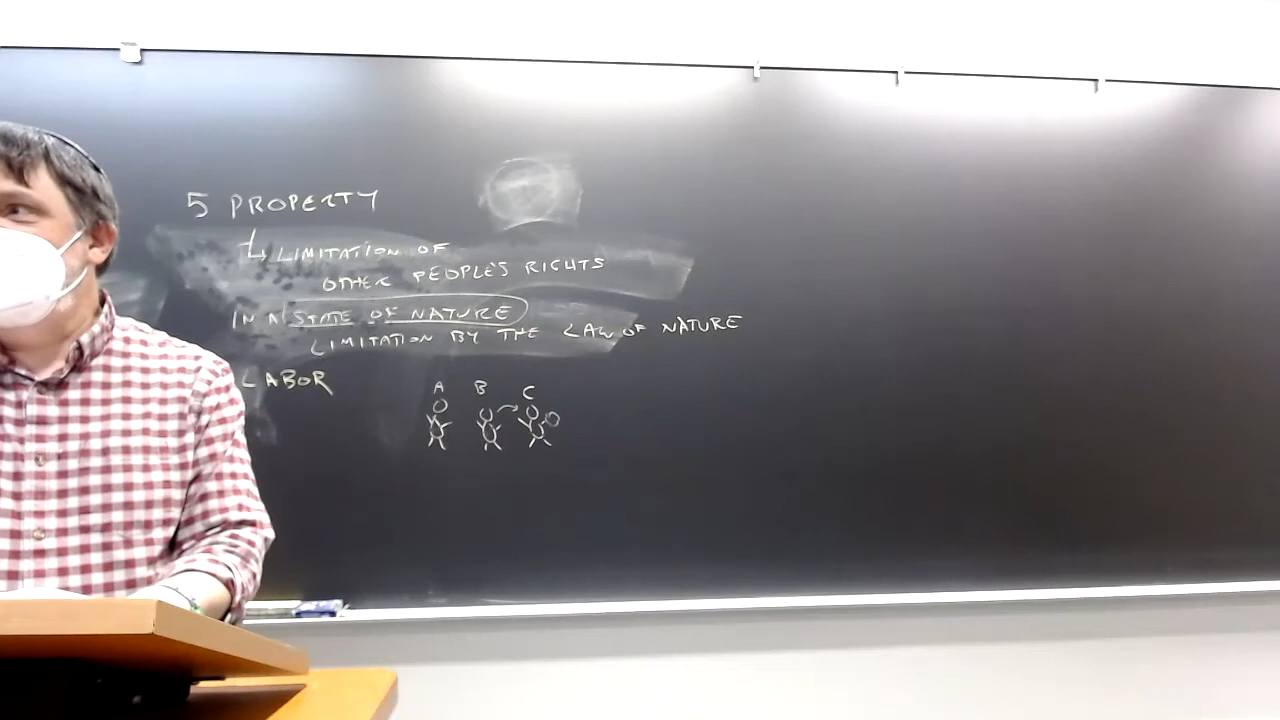 5 PROPERTY
↳ LIMITATION OF
OTHER PEOPLE'S RIGHTS
IN A STATE OF NATURE
LIMITATION BY THE LAW OF NATURE
LABOR
A B C